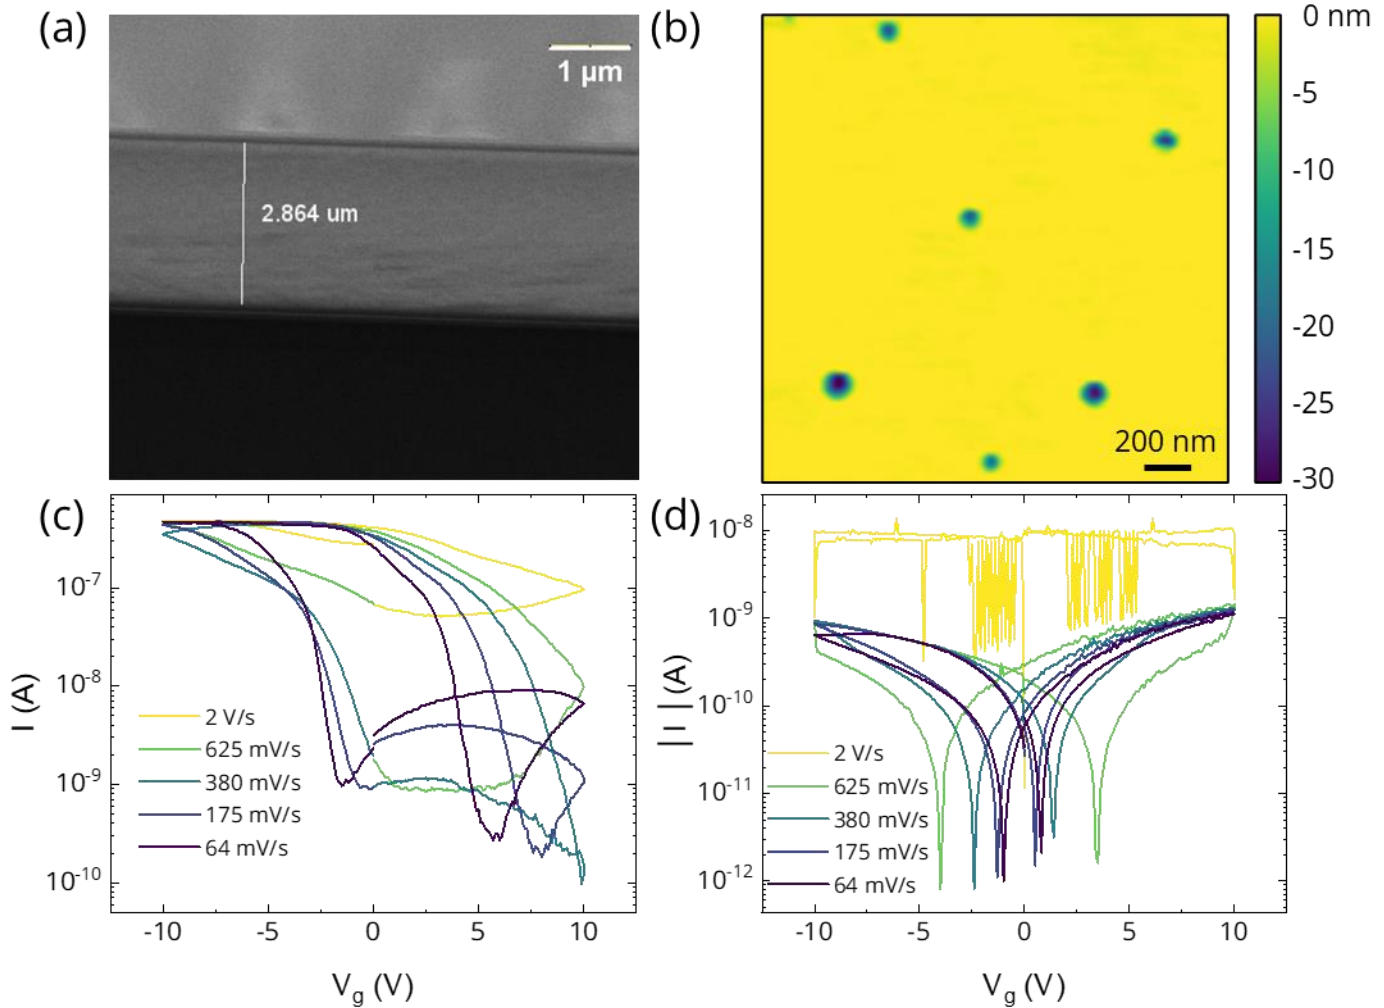 (a)
1 µm
2.864 um
(b)
0 nm
-5
-10
-15
-20
-25
-30
200 nm
(c)
I (A)
10⁻⁷
10⁻⁸
10⁻⁹
10⁻¹⁰
2 V/s
625 mV/s
380 mV/s
175 mV/s
64 mV/s
-10 -5 0 5 10
V_g (V)
(d)
| I | (A)
10⁻⁸
10⁻⁹
10⁻¹⁰
10⁻¹¹
10⁻¹²
2 V/s
625 mV/s
380 mV/s
175 mV/s
64 mV/s
-10 -5 0 5 10
V_g (V)